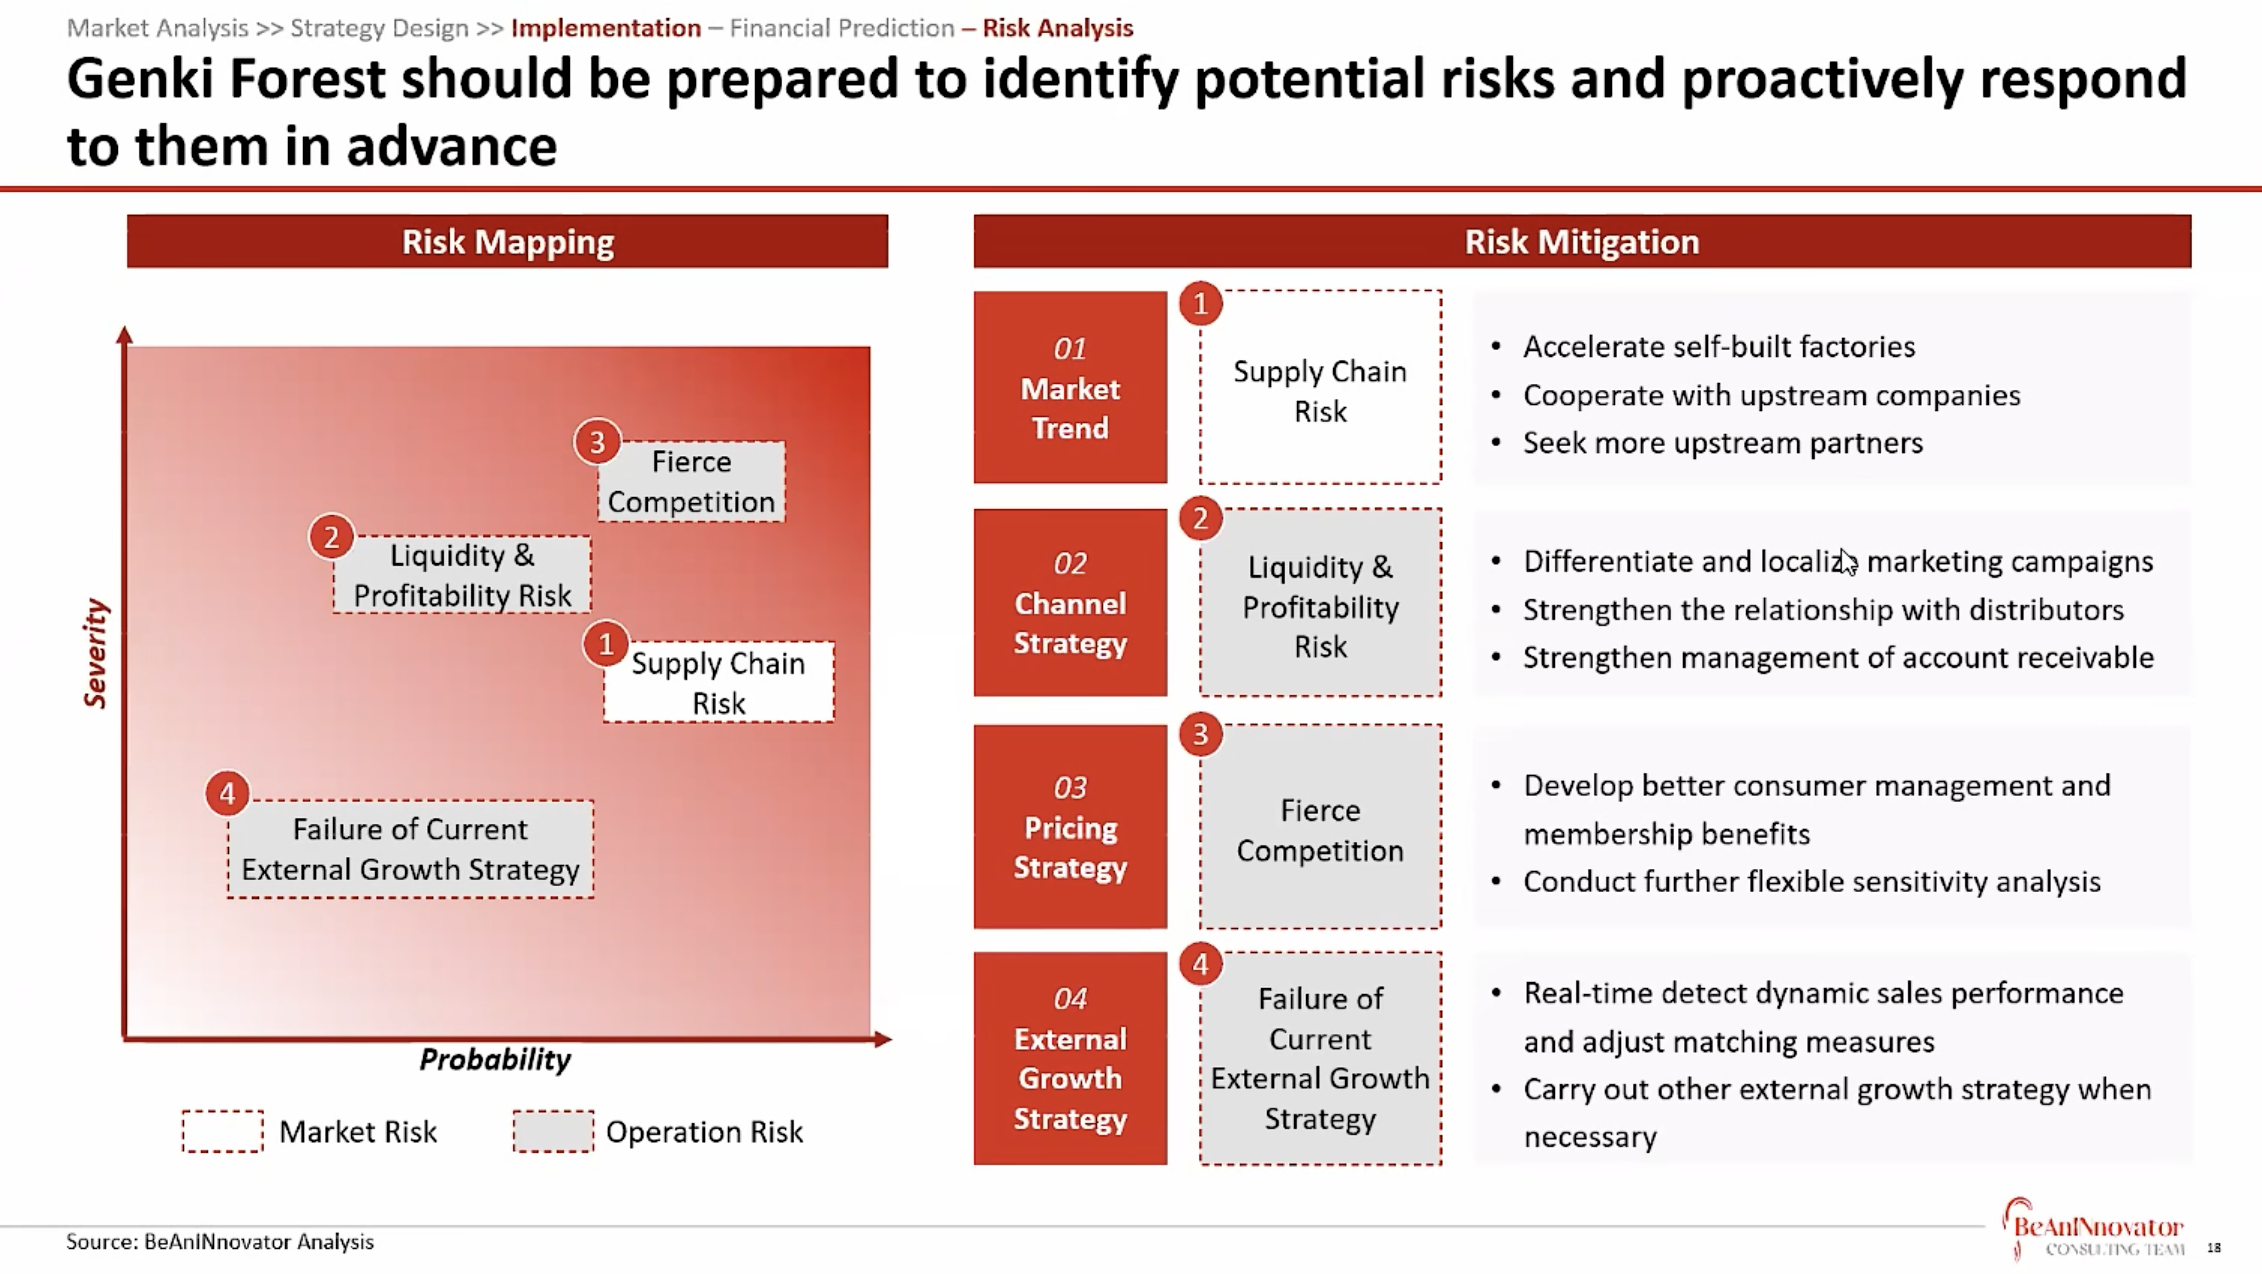 Market Analysis >> Strategy Design >> Implementation – Financial Prediction – Risk Analysis
Genki Forest should be prepared to identify potential risks and proactively respond
to them in advance
Risk Mapping
Severity
3
Fierce
Competition
2
Liquidity &
Profitability Risk
1
Supply Chain
Risk
4
Failure of Current
External Growth Strategy
Probability
Market Risk
Operation Risk
Risk Mitigation
01
Market
Trend
1
Supply Chain
Risk
• Accelerate self-built factories
• Cooperate with upstream companies
• Seek more upstream partners
02
Channel
Strategy
2
Liquidity &
Profitability
Risk
• Differentiate and localize marketing campaigns
• Strengthen the relationship with distributors
• Strengthen management of account receivable
03
Pricing
Strategy
3
Fierce
Competition
• Develop better consumer management and
membership benefits
• Conduct further flexible sensitivity analysis
04
External
Growth
Strategy
4
Failure of
Current
External Growth
Strategy
• Real-time detect dynamic sales performance
and adjust matching measures
• Carry out other external growth strategy when
necessary
Source: BeAnINnovator Analysis
BeAnINnovator
CONSULTING TEAM
18